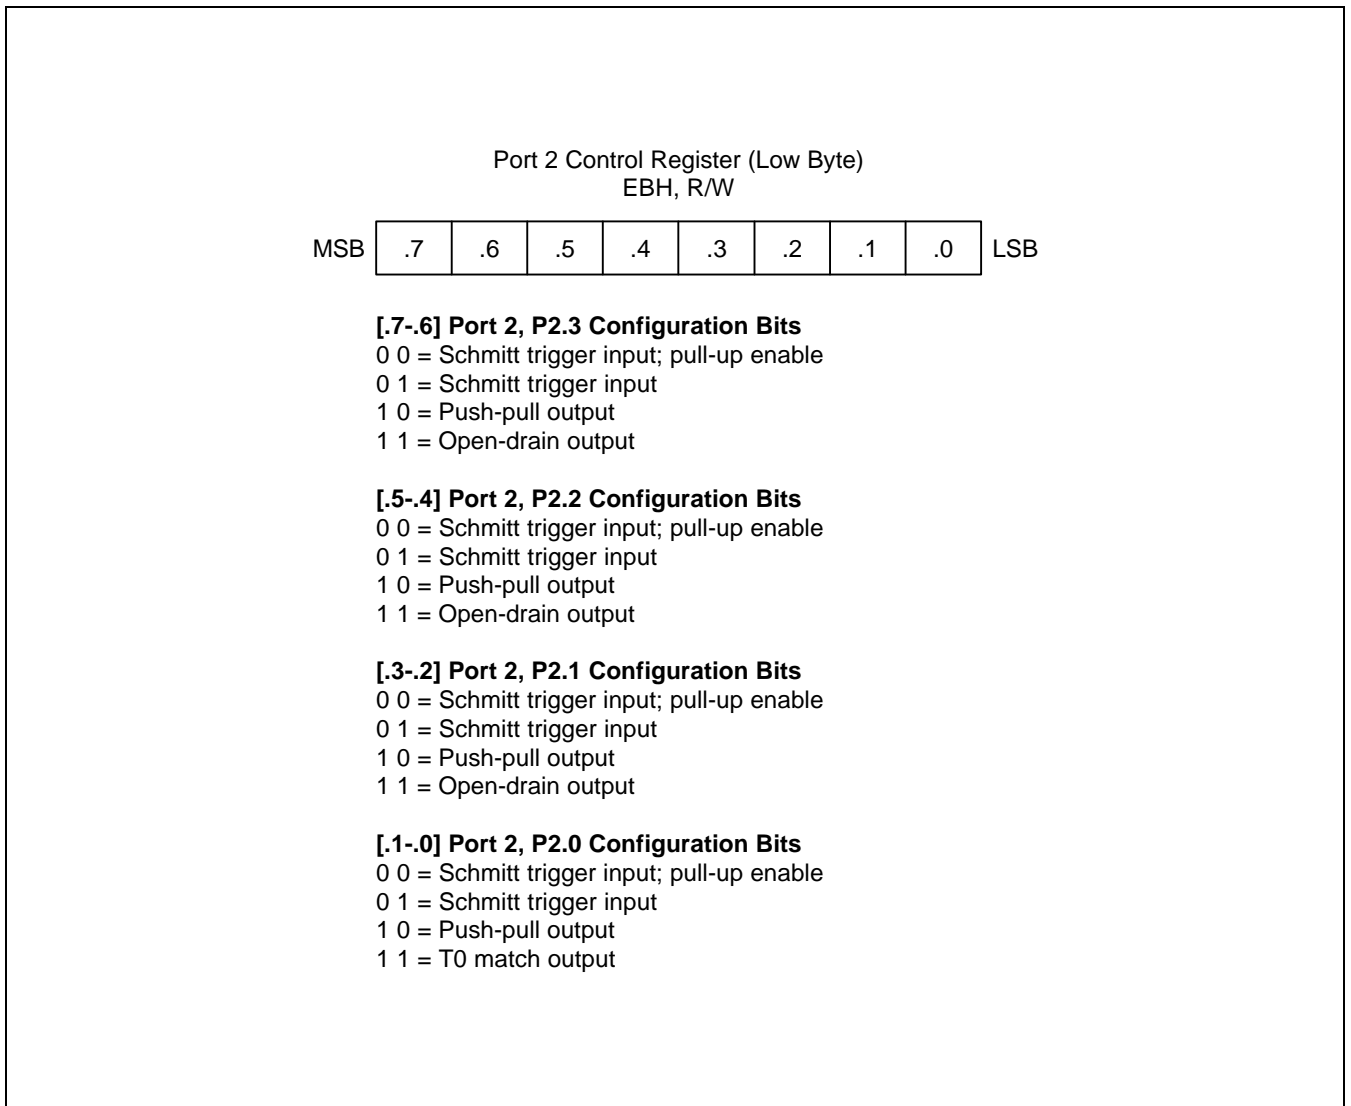 Port 2 Control Register (Low Byte)
EBH, R/W
MSB .7 .6 .5 .4 .3 .2 .1 .0 LSB
[.7-.6] Port 2, P2.3 Configuration Bits
0 0 = Schmitt trigger input; pull-up enable
0 1 = Schmitt trigger input
1 0 = Push-pull output
1 1 = Open-drain output
[.5-.4] Port 2, P2.2 Configuration Bits
0 0 = Schmitt trigger input; pull-up enable
0 1 = Schmitt trigger input
1 0 = Push-pull output
1 1 = Open-drain output
[.3-.2] Port 2, P2.1 Configuration Bits
0 0 = Schmitt trigger input; pull-up enable
0 1 = Schmitt trigger input
1 0 = Push-pull output
1 1 = Open-drain output
[.1-.0] Port 2, P2.0 Configuration Bits
0 0 = Schmitt trigger input; pull-up enable
0 1 = Schmitt trigger input
1 0 = Push-pull output
1 1 = T0 match output